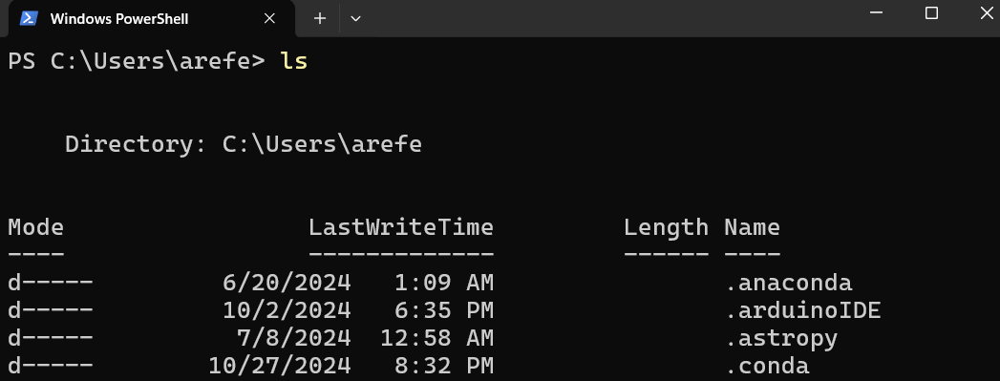 Windows PowerShell
PS C:\Users\arefe> ls
Directory: C:\Users\arefe
Mode                 LastWriteTime         Length Name
----                 -------------         ------ ----
d-----         6/20/2024   1:09 AM                .anaconda
d-----         10/2/2024   6:35 PM                .arduinoIDE
d-----          7/8/2024  12:58 AM                .astropy
d-----        10/27/2024   8:32 PM                .conda